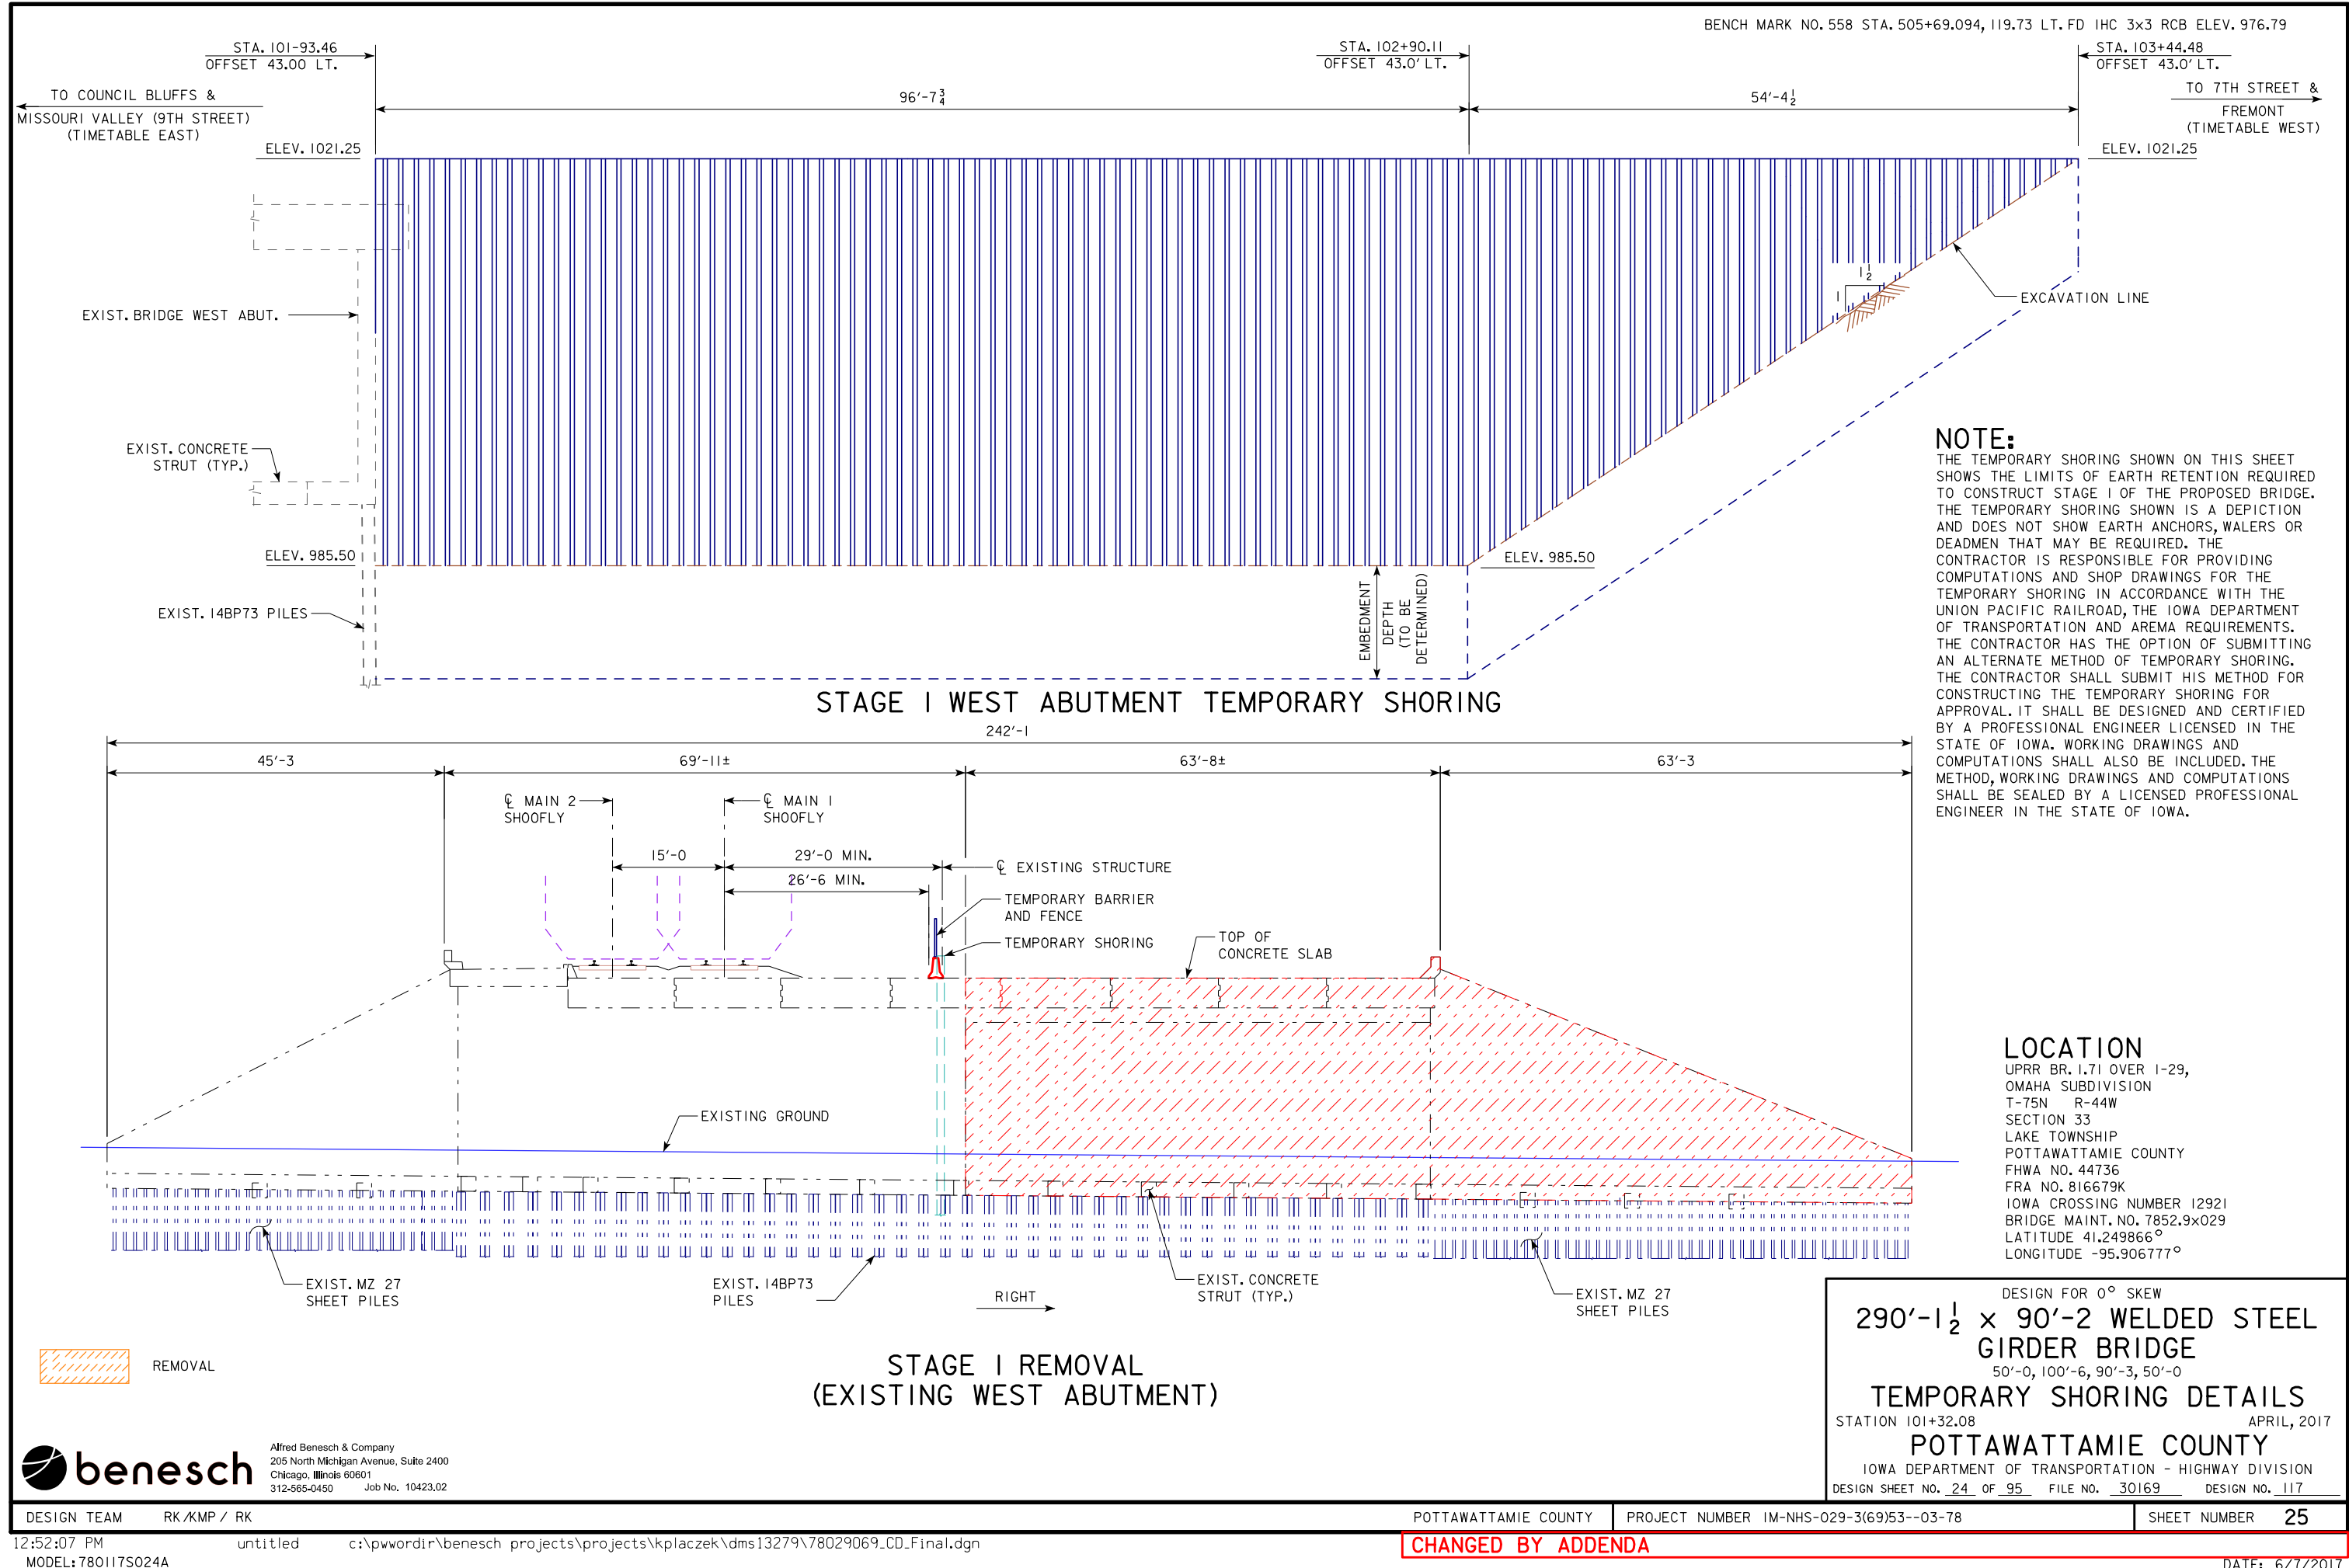 BENCH MARK NO. 558 STA. 505+69.094, 119.73 LT. FD IHC 3x3 RCB ELEV. 976.79
STA. 101-93.46
OFFSET 43.00 LT.
STA. 102+90.11
OFFSET 43.0' LT.
STA. 103+44.48
OFFSET 43.0' LT.
TO COUNCIL BLUFFS &
MISSOURI VALLEY (9TH STREET)
(TIMETABLE EAST)
96'-7 3/4
54'-4 1/2
TO 7TH STREET &
FREMONT
(TIMETABLE WEST)
ELEV. 1021.25
ELEV. 1021.25
1 1/2
1
EXCAVATION LINE
EXIST. BRIDGE WEST ABUT.
EXIST. CONCRETE
STRUT (TYP.)
ELEV. 985.50
ELEV. 985.50
EXIST. 14BP73 PILES
EMBEDMENT
DEPTH
(TO BE
DETERMINED)
STAGE 1 WEST ABUTMENT TEMPORARY SHORING
NOTE:
THE TEMPORARY SHORING SHOWN ON THIS SHEET
SHOWS THE LIMITS OF EARTH RETENTION REQUIRED
TO CONSTRUCT STAGE 1 OF THE PROPOSED BRIDGE.
THE TEMPORARY SHORING SHOWN IS A DEPICTION
AND DOES NOT SHOW EARTH ANCHORS, WALERS OR
DEADMEN THAT MAY BE REQUIRED. THE
CONTRACTOR IS RESPONSIBLE FOR PROVIDING
COMPUTATIONS AND SHOP DRAWINGS FOR THE
TEMPORARY SHORING IN ACCORDANCE WITH THE
UNION PACIFIC RAILROAD, THE IOWA DEPARTMENT
OF TRANSPORTATION AND AREMA REQUIREMENTS.
THE CONTRACTOR HAS THE OPTION OF SUBMITTING
AN ALTERNATE METHOD OF TEMPORARY SHORING.
THE CONTRACTOR SHALL SUBMIT HIS METHOD FOR
CONSTRUCTING THE TEMPORARY SHORING FOR
APPROVAL. IT SHALL BE DESIGNED AND CERTIFIED
BY A PROFESSIONAL ENGINEER LICENSED IN THE
STATE OF IOWA. WORKING DRAWINGS AND
COMPUTATIONS SHALL ALSO BE INCLUDED. THE
METHOD, WORKING DRAWINGS AND COMPUTATIONS
SHALL BE SEALED BY A LICENSED PROFESSIONAL
ENGINEER IN THE STATE OF IOWA.
242'-1
45'-3
69'-11±
63'-8±
63'-3
℄ MAIN 2
SHOOFLY
℄ MAIN 1
SHOOFLY
15'-0
29'-0 MIN.
26'-6 MIN.
℄ EXISTING STRUCTURE
TEMPORARY BARRIER
AND FENCE
TEMPORARY SHORING
TOP OF
CONCRETE SLAB
EXISTING GROUND
EXIST. MZ 27
SHEET PILES
EXIST. 14BP73
PILES
RIGHT
EXIST. CONCRETE
STRUT (TYP.)
EXIST. MZ 27
SHEET PILES
REMOVAL
STAGE 1 REMOVAL
(EXISTING WEST ABUTMENT)
LOCATION
UPRR BR. 1.71 OVER I-29,
OMAHA SUBDIVISION
T-75N R-44W
SECTION 33
LAKE TOWNSHIP
POTTAWATTAMIE COUNTY
FHWA NO. 44736
FRA NO. 816679K
IOWA CROSSING NUMBER 12921
BRIDGE MAINT. NO. 7852.9x029
LATITUDE 41.249866°
LONGITUDE -95.906777°
DESIGN FOR 0° SKEW
290'-1 1/2 x 90'-2 WELDED STEEL
GIRDER BRIDGE
50'-0, 100'-6, 90'-3, 50'-0
TEMPORARY SHORING DETAILS
STATION 101+32.08 APRIL, 2017
POTTAWATTAMIE COUNTY
IOWA DEPARTMENT OF TRANSPORTATION - HIGHWAY DIVISION
DESIGN SHEET NO. 24 OF 95 FILE NO. 30169 DESIGN NO. 117
benesch
Alfred Benesch & Company
205 North Michigan Avenue, Suite 2400
Chicago, Illinois 60601
312-565-0450 Job No. 10423.02
DESIGN TEAM RK/KMP / RK
POTTAWATTAMIE COUNTY
PROJECT NUMBER IM-NHS-029-3(69)53--03-78
SHEET NUMBER 25
12:52:07 PM untitled c:\pwwordir\benesch projects\projects\kplaczek\dms13279\78029069_CD_Final.dgn
CHANGED BY ADDENDA
MODEL: 780117S024A
DATE: 6/7/2017